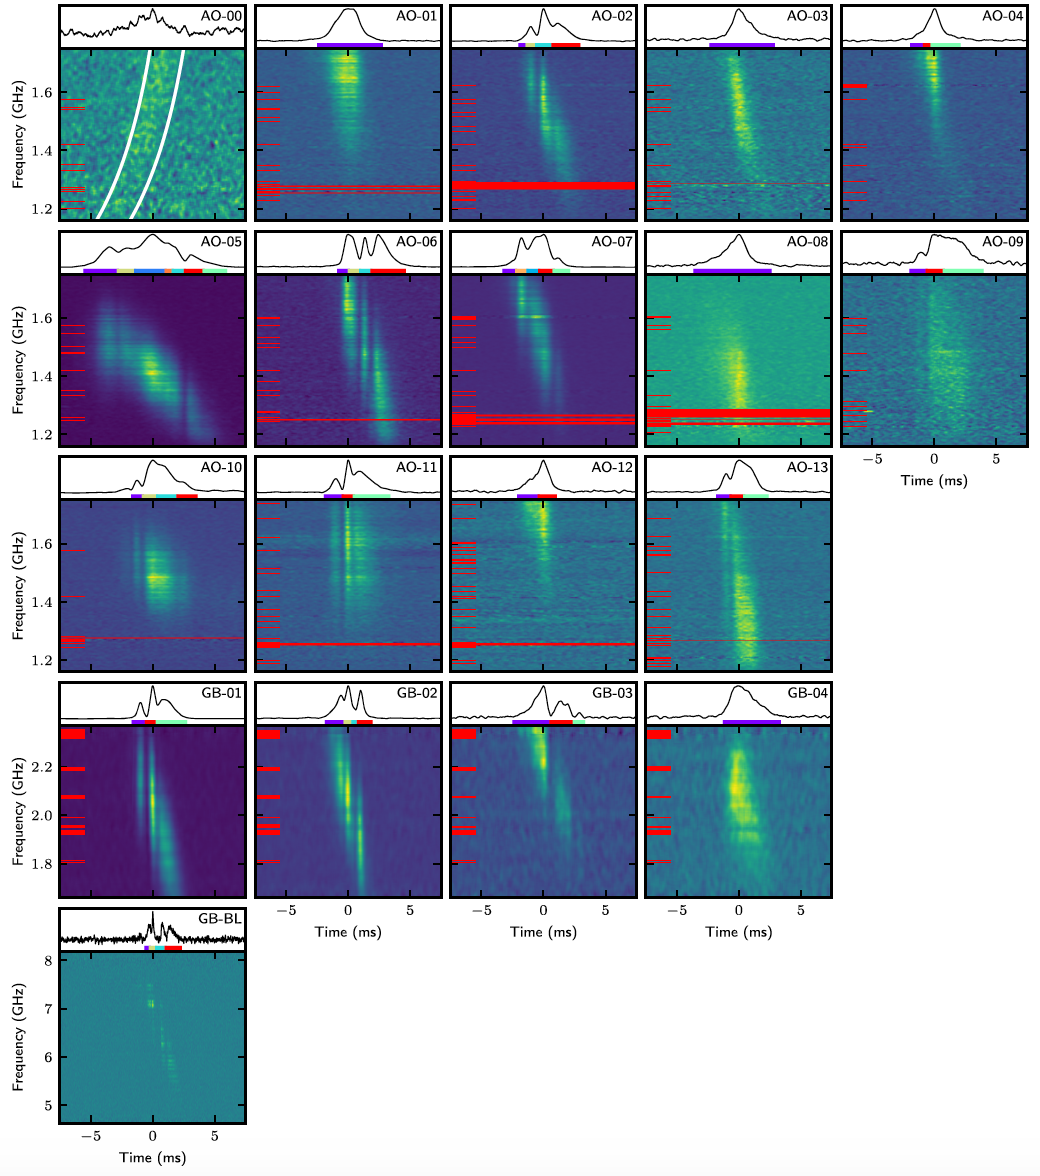 AO-00 AO-01 AO-02 AO-03 AO-04
Frequency (GHz)
1.6
1.4
1.2
AO-05 AO-06 AO-07 AO-08 AO-09
Frequency (GHz)
1.6
1.4
1.2
−5 0 5
Time (ms)
AO-10 AO-11 AO-12 AO-13
Frequency (GHz)
1.6
1.4
1.2
GB-01 GB-02 GB-03 GB-04
Frequency (GHz)
2.2
2.0
1.8
−5 0 5 −5 0 5 −5 0 5
Time (ms) Time (ms) Time (ms)
GB-BL
Frequency (GHz)
8
7
6
5
−5 0 5
Time (ms)